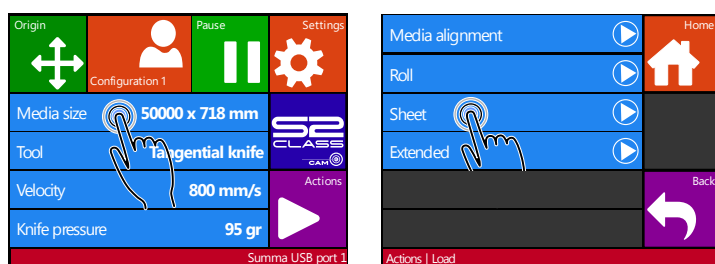 Origin
Configuration 1
Pause
Settings
Media size 50000 x 718 mm
Tool Tangential knife
S2
CLASS
CAM
Velocity 800 mm/s
Actions
Knife pressure 95 gr
Summa USB port 1
Media alignment
Home
Roll
Sheet
Extended
Back
Actions | Load